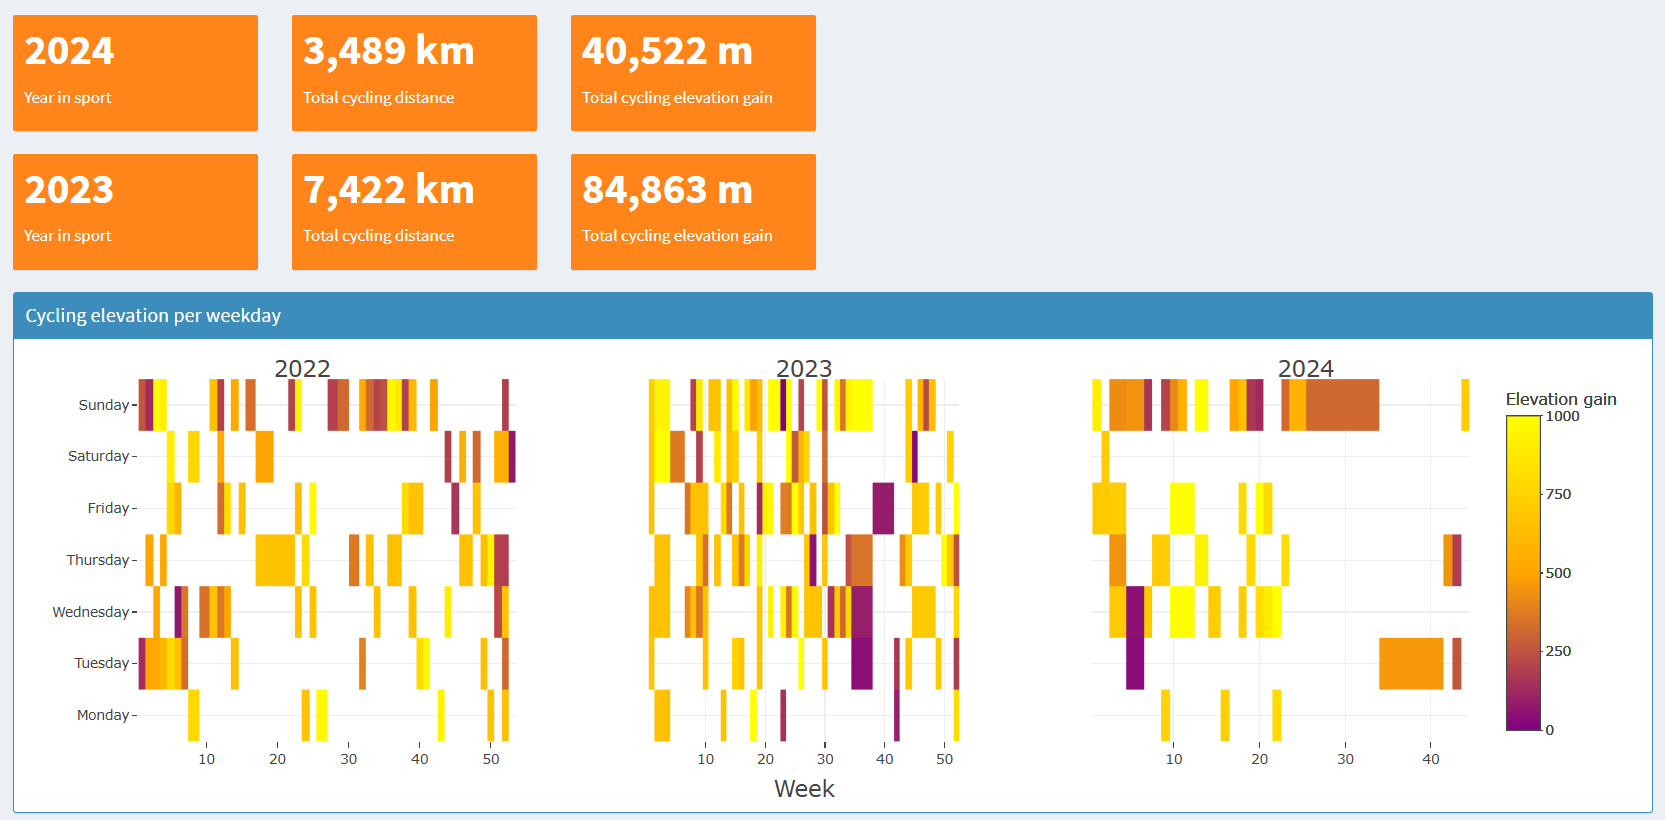 2024
Year in sport
3,489 km
Total cycling distance
40,522 m
Total cycling elevation gain
2023
Year in sport
7,422 km
Total cycling distance
84,863 m
Total cycling elevation gain
Cycling elevation per weekday
2022
2023
2024
Sunday
Saturday
Friday
Thursday
Wednesday
Tuesday
Monday
10 20 30 40 50
10 20 30 40 50
10 20 30 40
Week
Elevation gain
1000
750
500
250
0